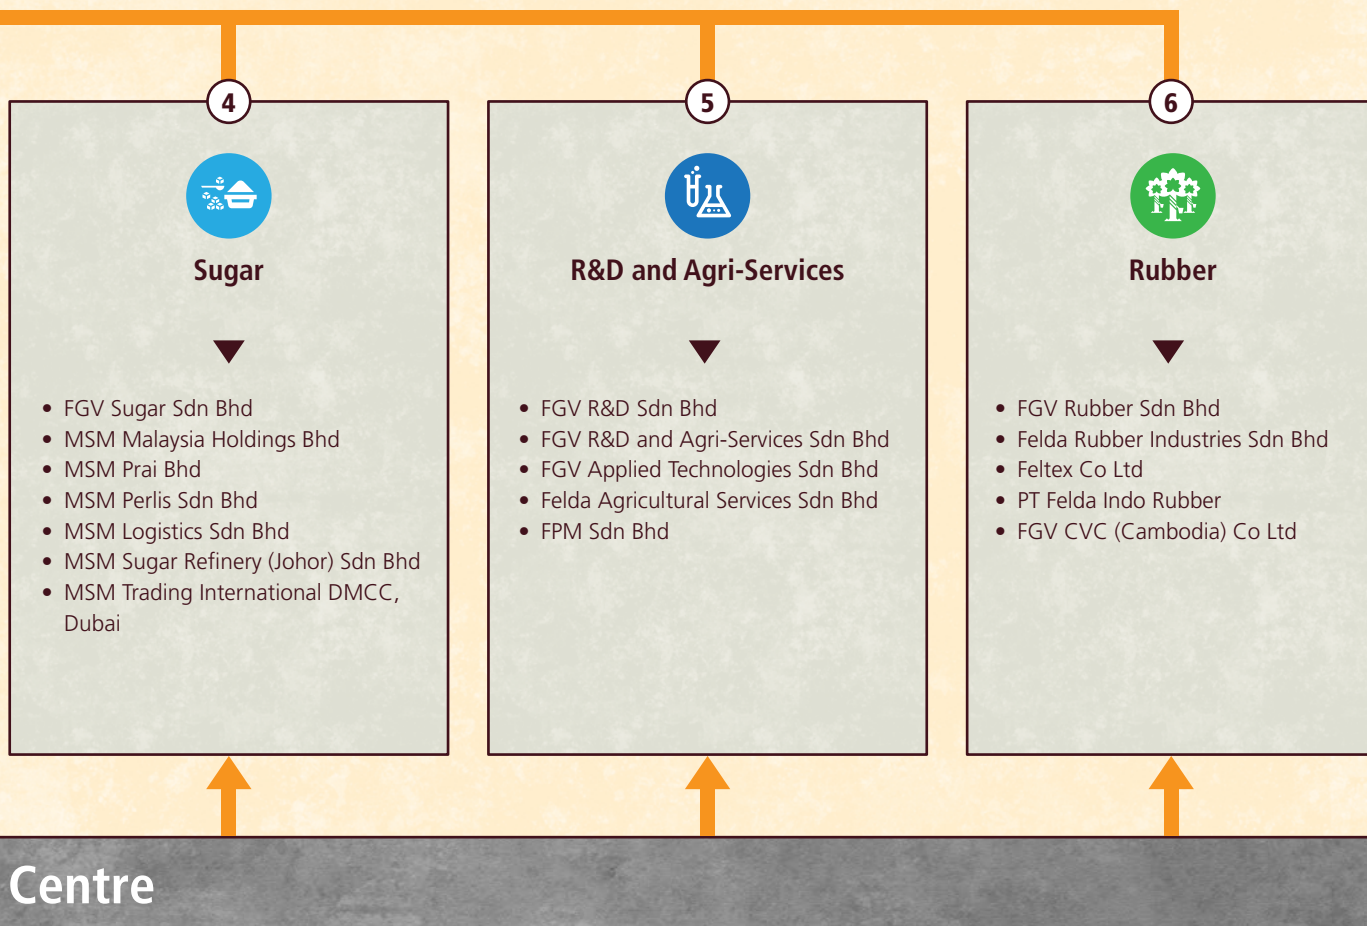 4
Sugar
• FGV Sugar Sdn Bhd
• MSM Malaysia Holdings Bhd
• MSM Prai Bhd
• MSM Perlis Sdn Bhd
• MSM Logistics Sdn Bhd
• MSM Sugar Refinery (Johor) Sdn Bhd
• MSM Trading International DMCC,
Dubai
5
R&D and Agri-Services
• FGV R&D Sdn Bhd
• FGV R&D and Agri-Services Sdn Bhd
• FGV Applied Technologies Sdn Bhd
• Felda Agricultural Services Sdn Bhd
• FPM Sdn Bhd
6
Rubber
• FGV Rubber Sdn Bhd
• Felda Rubber Industries Sdn Bhd
• Feltex Co Ltd
• PT Felda Indo Rubber
• FGV CVC (Cambodia) Co Ltd
Centre